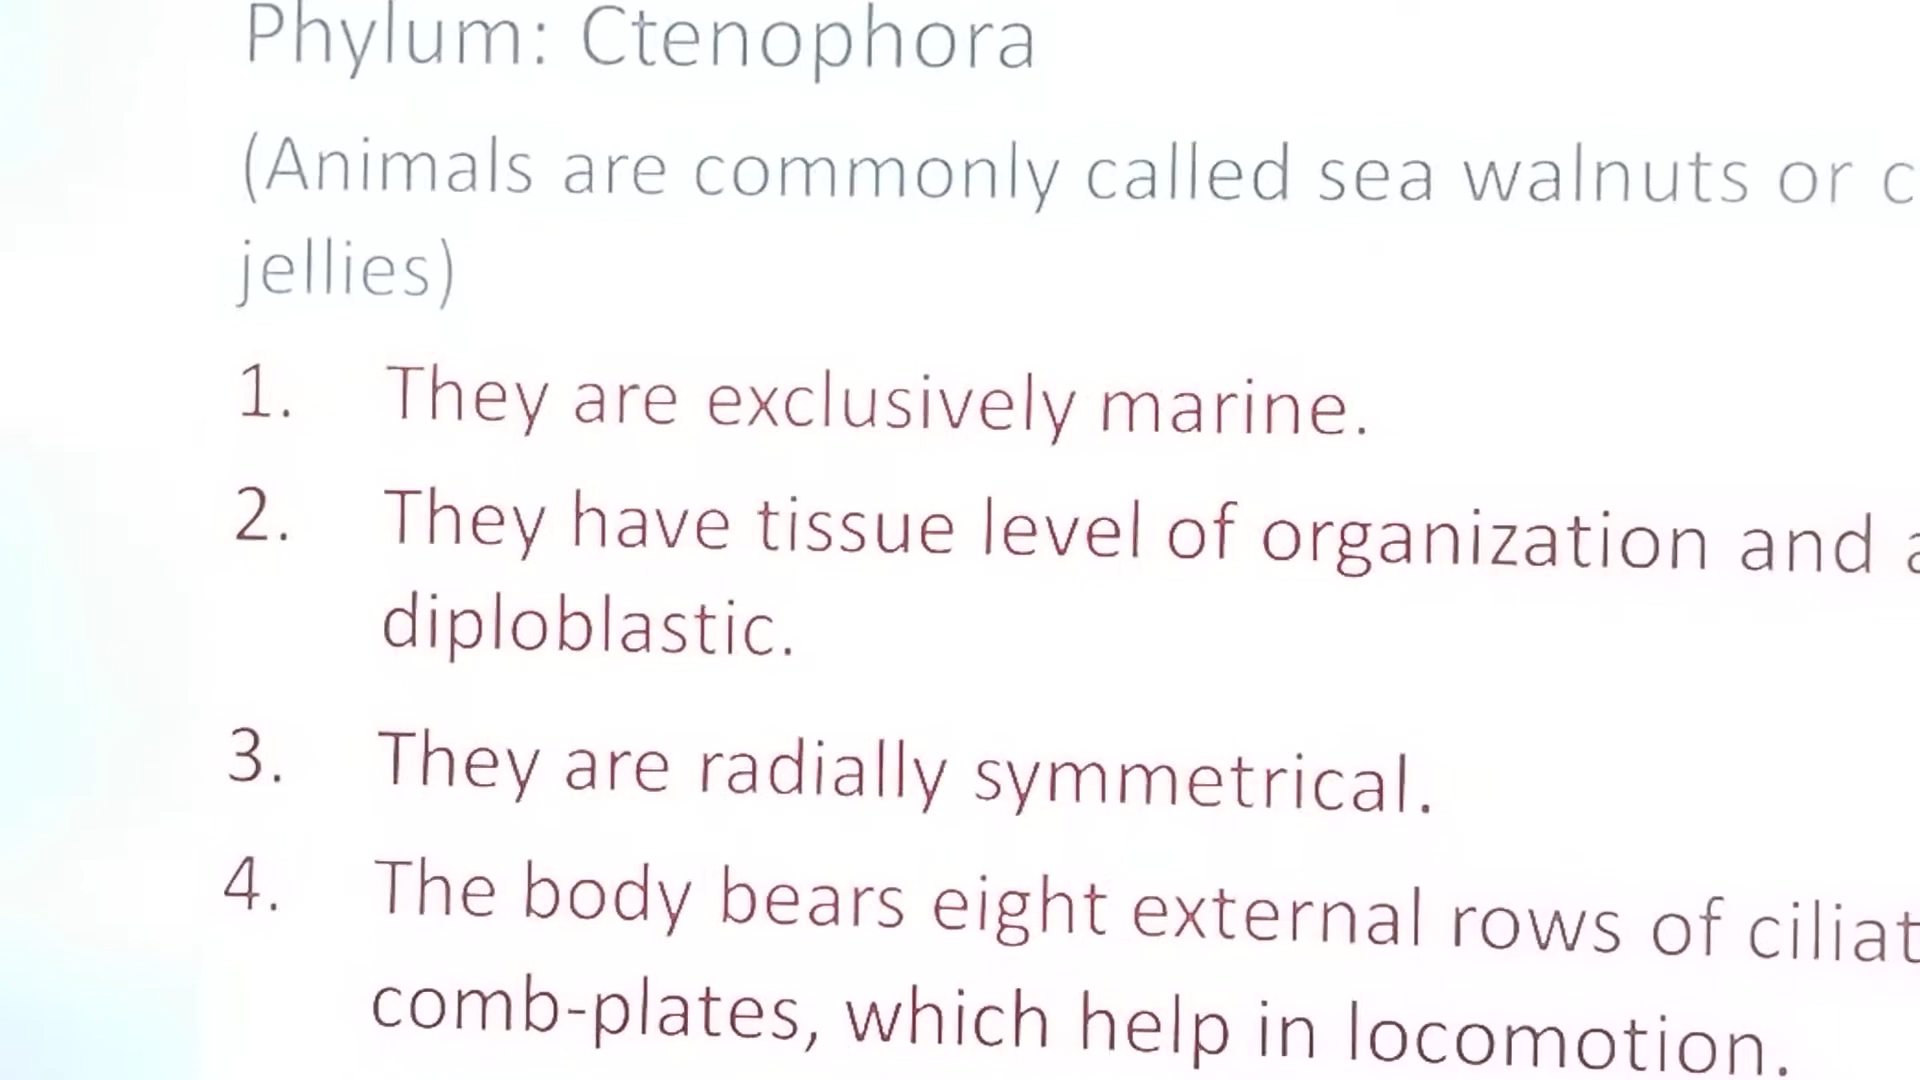 Phylum: Ctenophora
(Animals are commonly called sea walnuts or
jellies)
1. They are exclusively marine.
2. They have tissue level of organization and
diploblastic.
3. They are radially symmetrical.
4. The body bears eight external rows of
comb-plates, which help in locomotion.